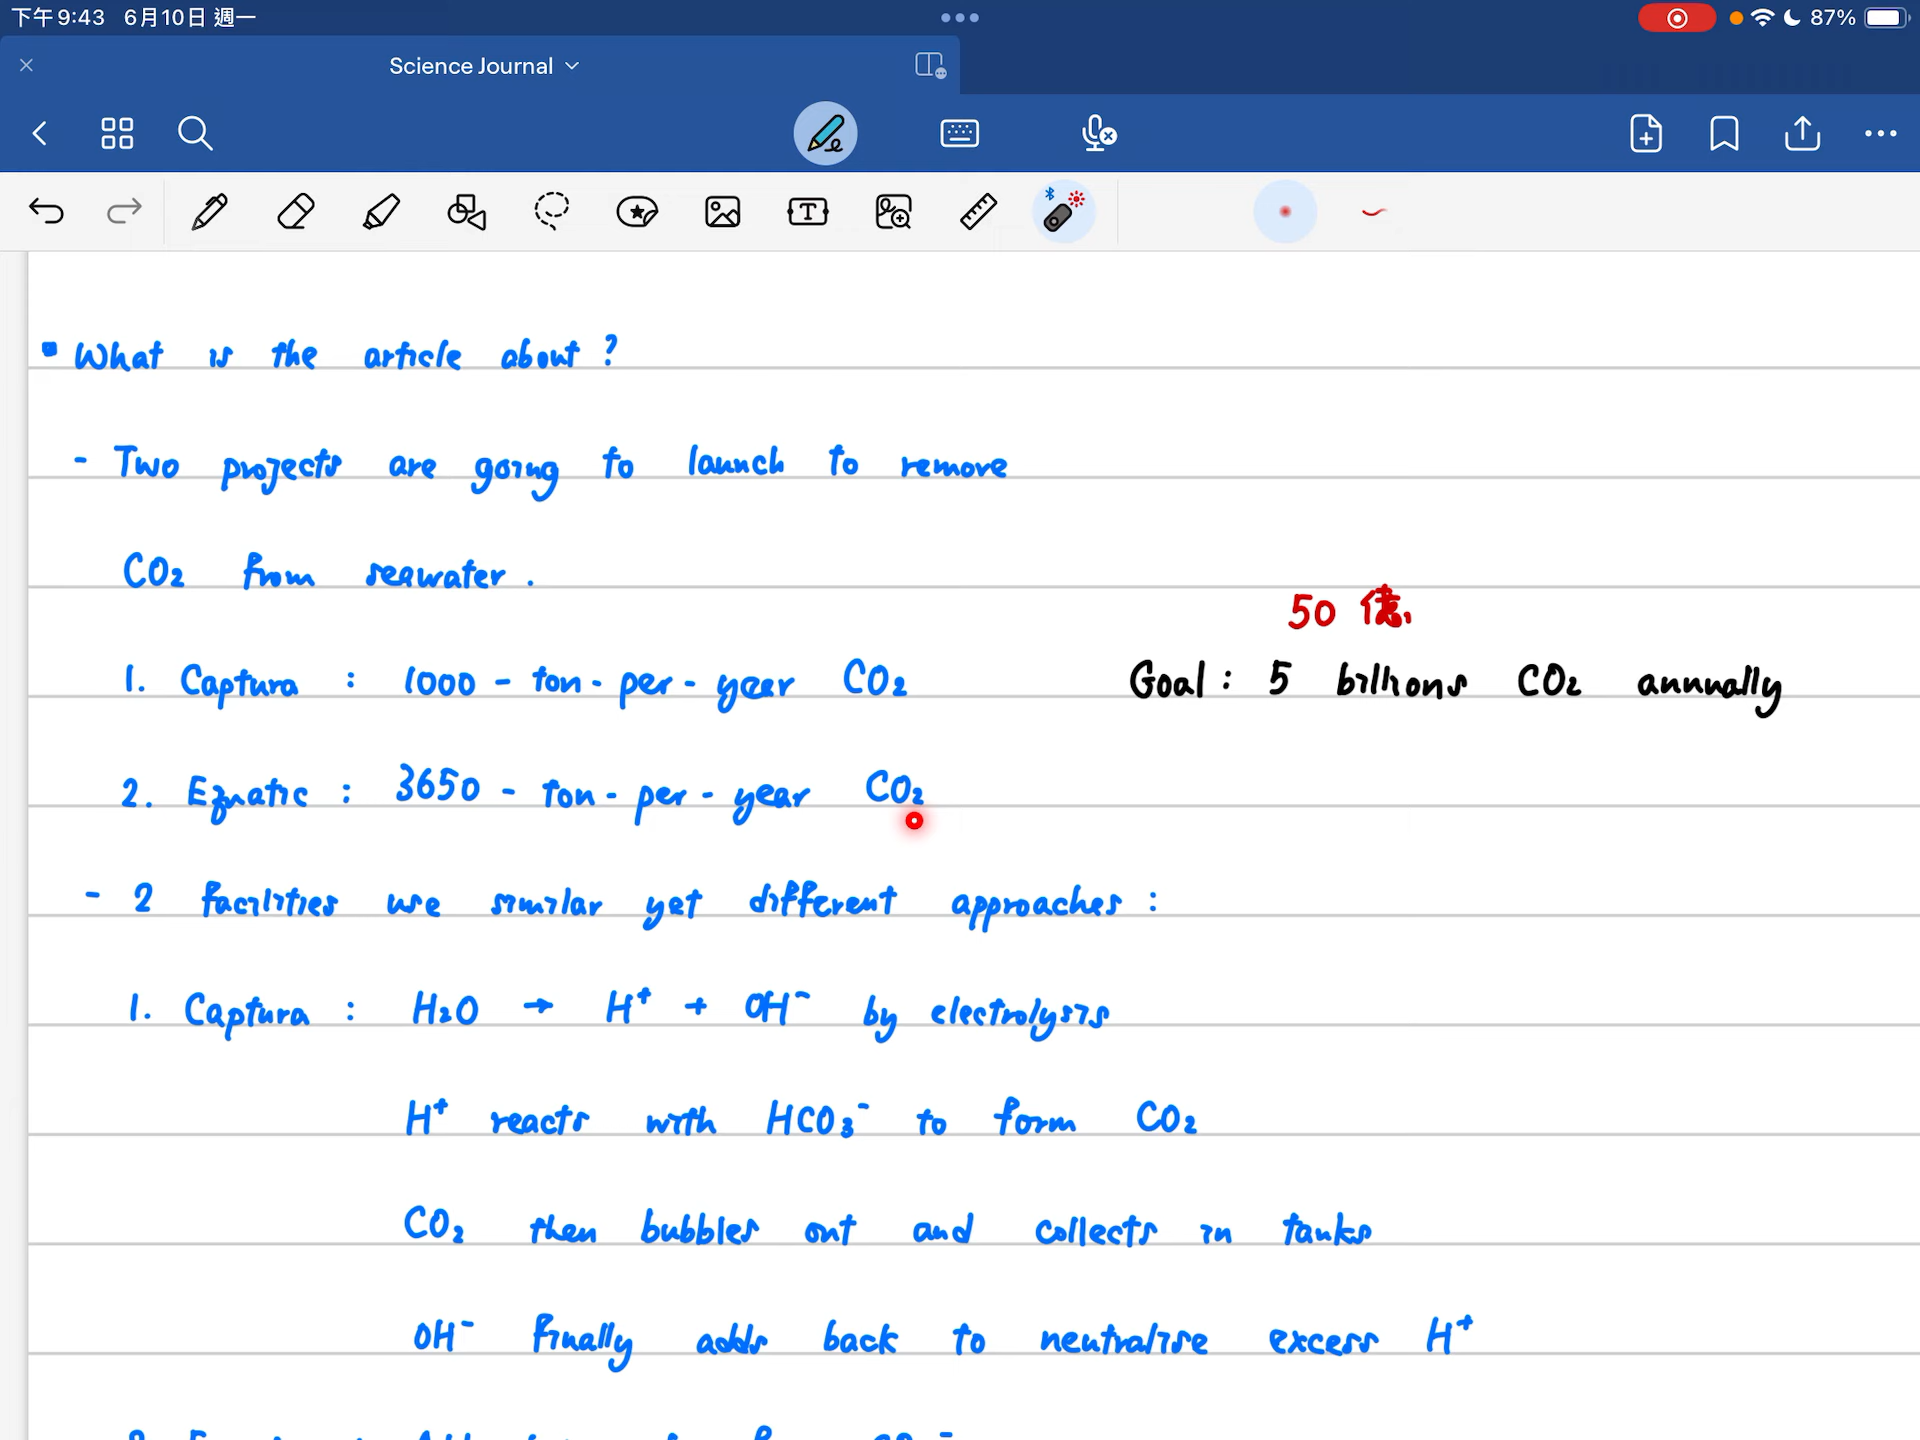 下午9:43 6月10日 週一
87%
Science Journal
What is the article about ?
- Two projects are going to launch to remove
CO₂ from seawater .
50 億
1. Captura : 1000 - ton - per - year CO₂
Goal : 5 billions CO₂ annually
2. Equatic : 3650 - ton - per - year CO₂
- 2 facilities use similar yet different approaches :
1. Captura : H₂O → H⁺ + OH⁻ by electrolysis
H⁺ reacts with HCO₃⁻ to form CO₂
CO₂ then bubbles out and collects in tanks
OH⁻ finally adds back to neutralise excess H⁺